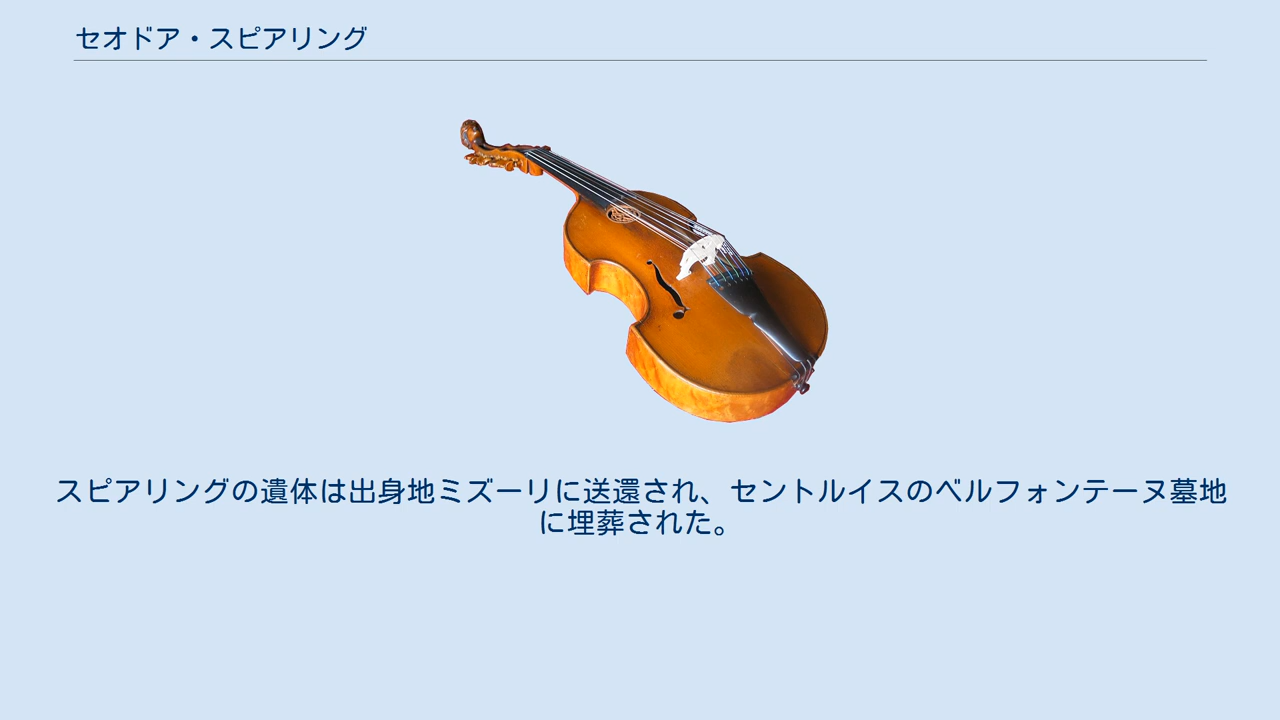 セオドア・スピアリング
スピアリングの遺体は出身地ミズーリに送還され、セントルイスのベルフォンテーヌ墓地
に埋葬された。